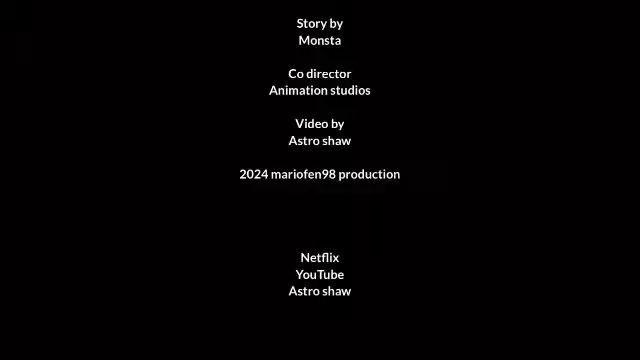 Story by
Monsta
Co director
Animation studios
Video by
Astro shaw
2024 mariofen98 production
Netflix
YouTube
Astro shaw